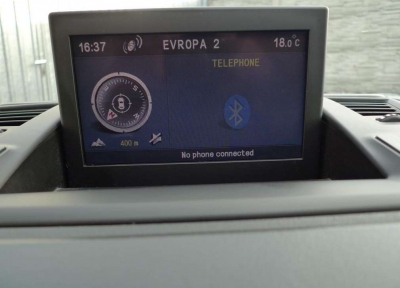 16:37 EVROPA 2 18.0°C
TELEPHONE
400 m
No phone connected